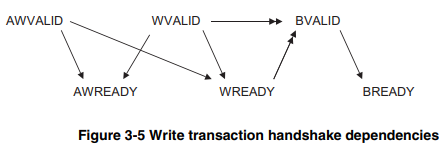 AWVALID WVALID BVALID
AWREADY WREADY BREADY
Figure 3-5 Write transaction handshake dependencies